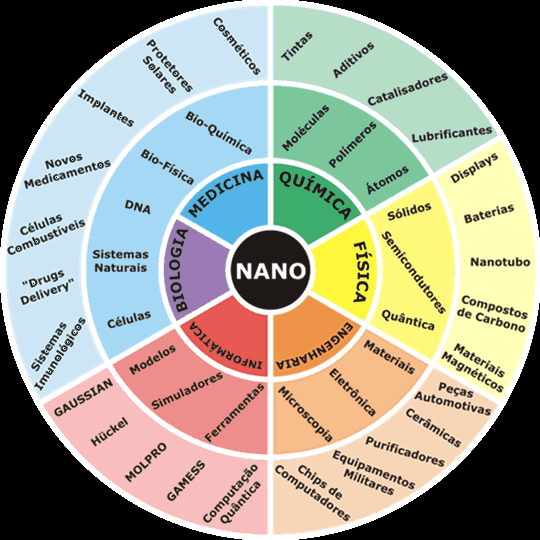 NANO
MEDICINA
QUÍMICA
FÍSICA
ENGENHARIA
INFORMÁTICA
BIOLOGIA
Bio-Química
Bio-Física
DNA
Sistemas
Naturais
Células
Moléculas
Polímeros
Átomos
Sólidos
Semicondutores
Quântica
Materiais
Eletrônica
Microscopia
Modelos
Simuladores
Ferramentas
Cosméticos
Protetores
Solares
Implantes
Novos
Medicamentos
Células
Combustíveis
"Drugs
Delivery"
Sistemas
Imunológicos
Tintas
Aditivos
Catalisadores
Lubrificantes
Displays
Baterias
Nanotubo
Compostos
de Carbono
Materiais
Magnéticos
Peças
Automotivas
Cerâmicas
Purificadores
Equipamentos
Militares
Chips de
Computadores
GAUSSIAN
Hückel
MOLPRO
GAMESS
Computação
Quântica